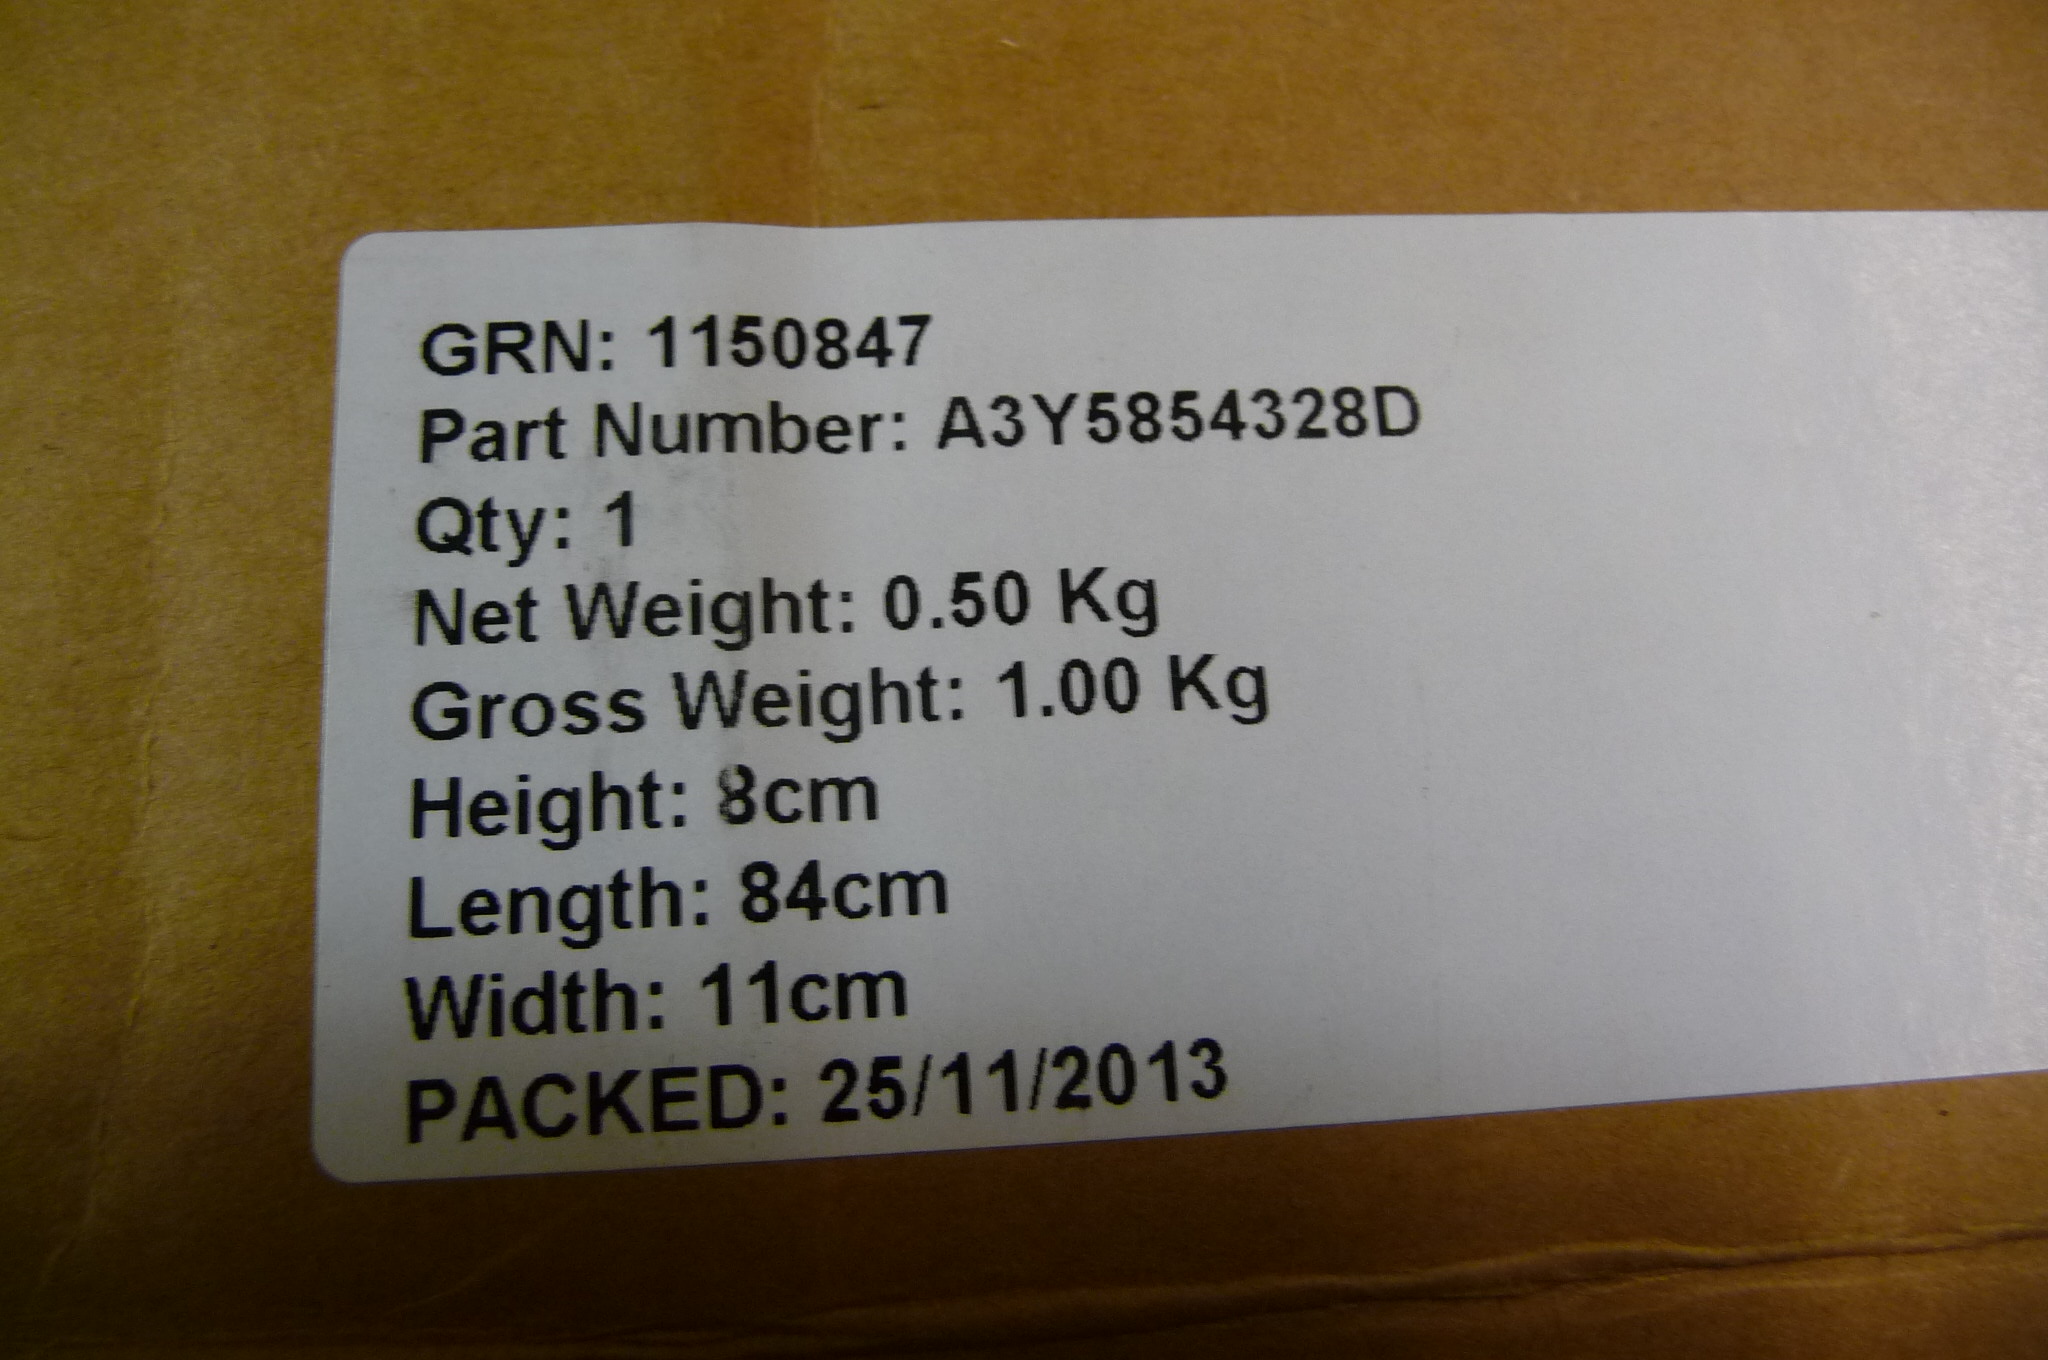 GRN: 1150847
Part Number: A3Y5854328D
Qty: 1
Net Weight: 0.50 Kg
Gross Weight: 1.00 Kg
Height: 8cm
Length: 84cm
Width: 11cm
PACKED: 25/11/2013